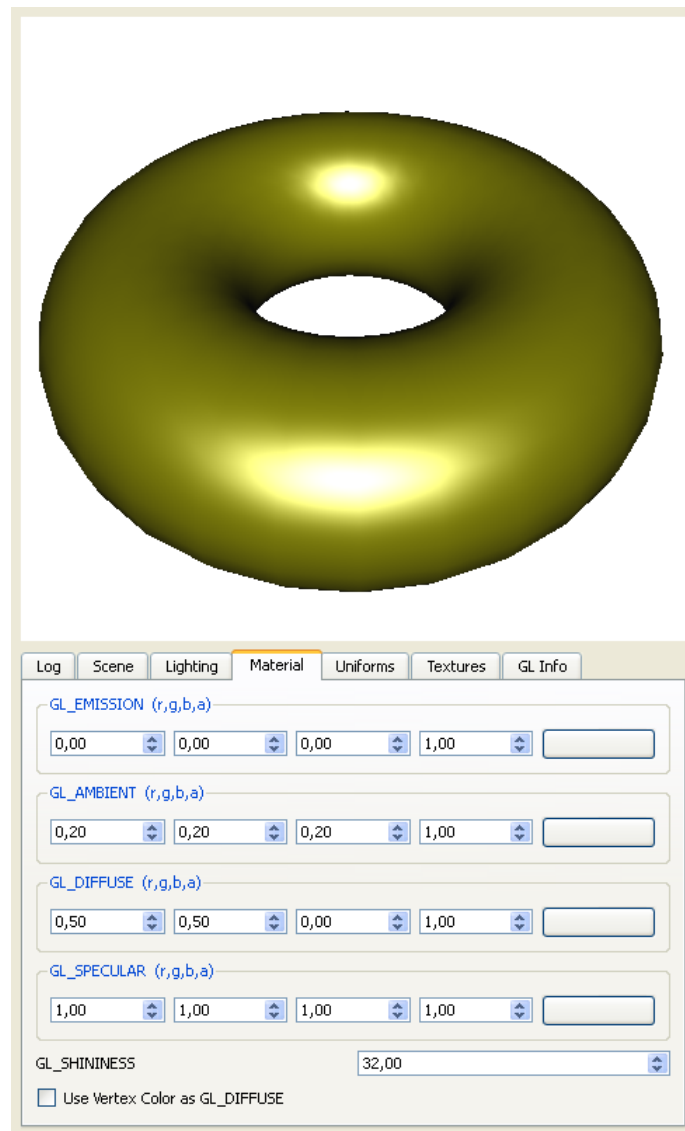 Log Scene Lighting Material Uniforms Textures GL Info
GL_EMISSION (r,g,b,a)
0,00 0,00 0,00 1,00
GL_AMBIENT (r,g,b,a)
0,20 0,20 0,20 1,00
GL_DIFFUSE (r,g,b,a)
0,50 0,50 0,00 1,00
GL_SPECULAR (r,g,b,a)
1,00 1,00 1,00 1,00
GL_SHININESS 32,00
Use Vertex Color as GL_DIFFUSE